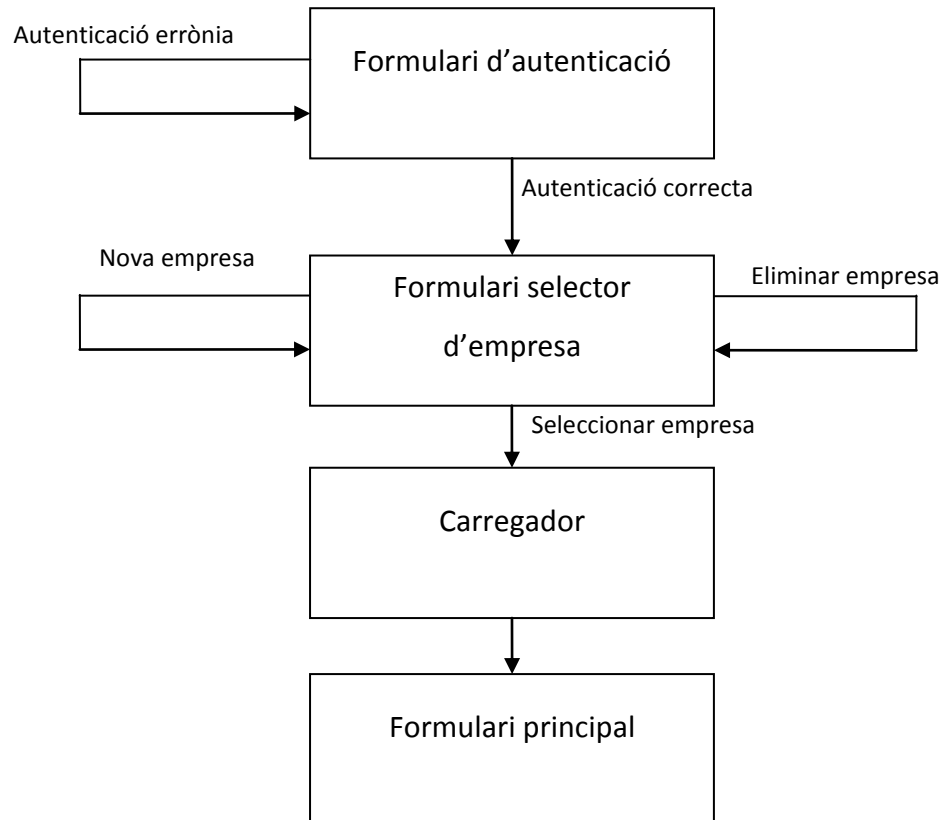 Autenticació errònia
Formulari d’autenticació
Autenticació correcta
Nova empresa
Formulari selector
d’empresa
Eliminar empresa
Seleccionar empresa
Carregador
Formulari principal